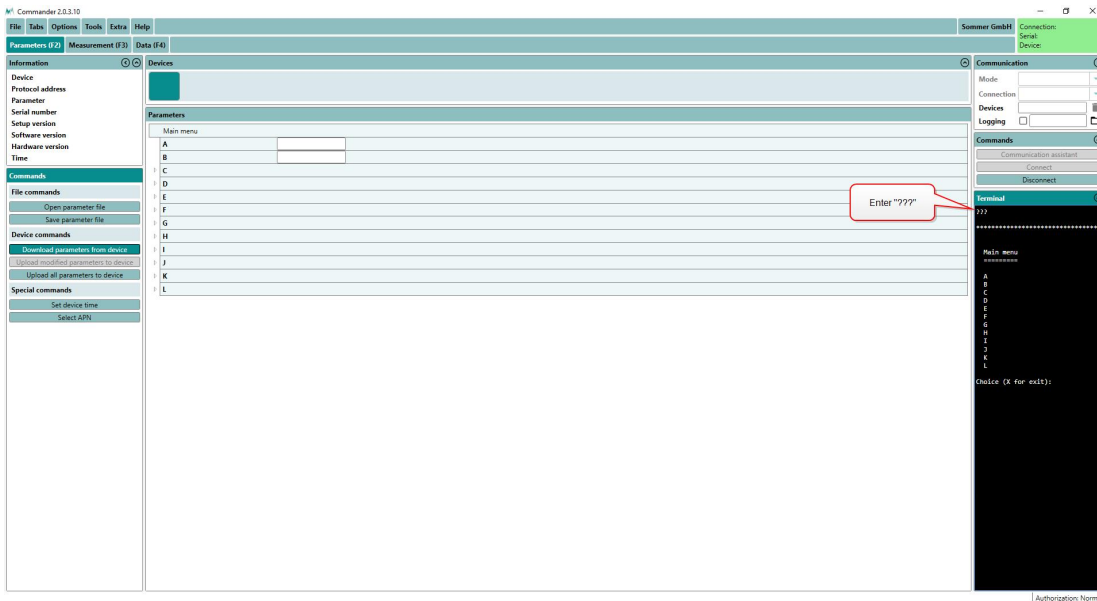 Commander 2.0.3.10
File Tabs Options Tools Extra Help
Sommer GmbH
Connection:
Serial:
Device:
Parameters (F2) Measurement (F3) Data (F4)
Information
Device
Protocol address
Parameter
Serial number
Setup version
Software version
Hardware version
Time
Commands
File commands
Open parameter file
Save parameter file
Device commands
Download parameters from device
Upload modified parameters to device
Upload all parameters to device
Special commands
Set device time
Select APN
Devices
Parameters
Main menu
A
B
C
D
E
F
G
H
I
J
K
L
Enter "???"
Communication
Mode
Connection
Devices
Logging
Commands
Communication assistant
Connect
Disconnect
Terminal
???
********************************
Main menu
=========
A
B
C
D
E
F
G
H
I
J
K
L
Choice (X for exit):
Authorization: Norm